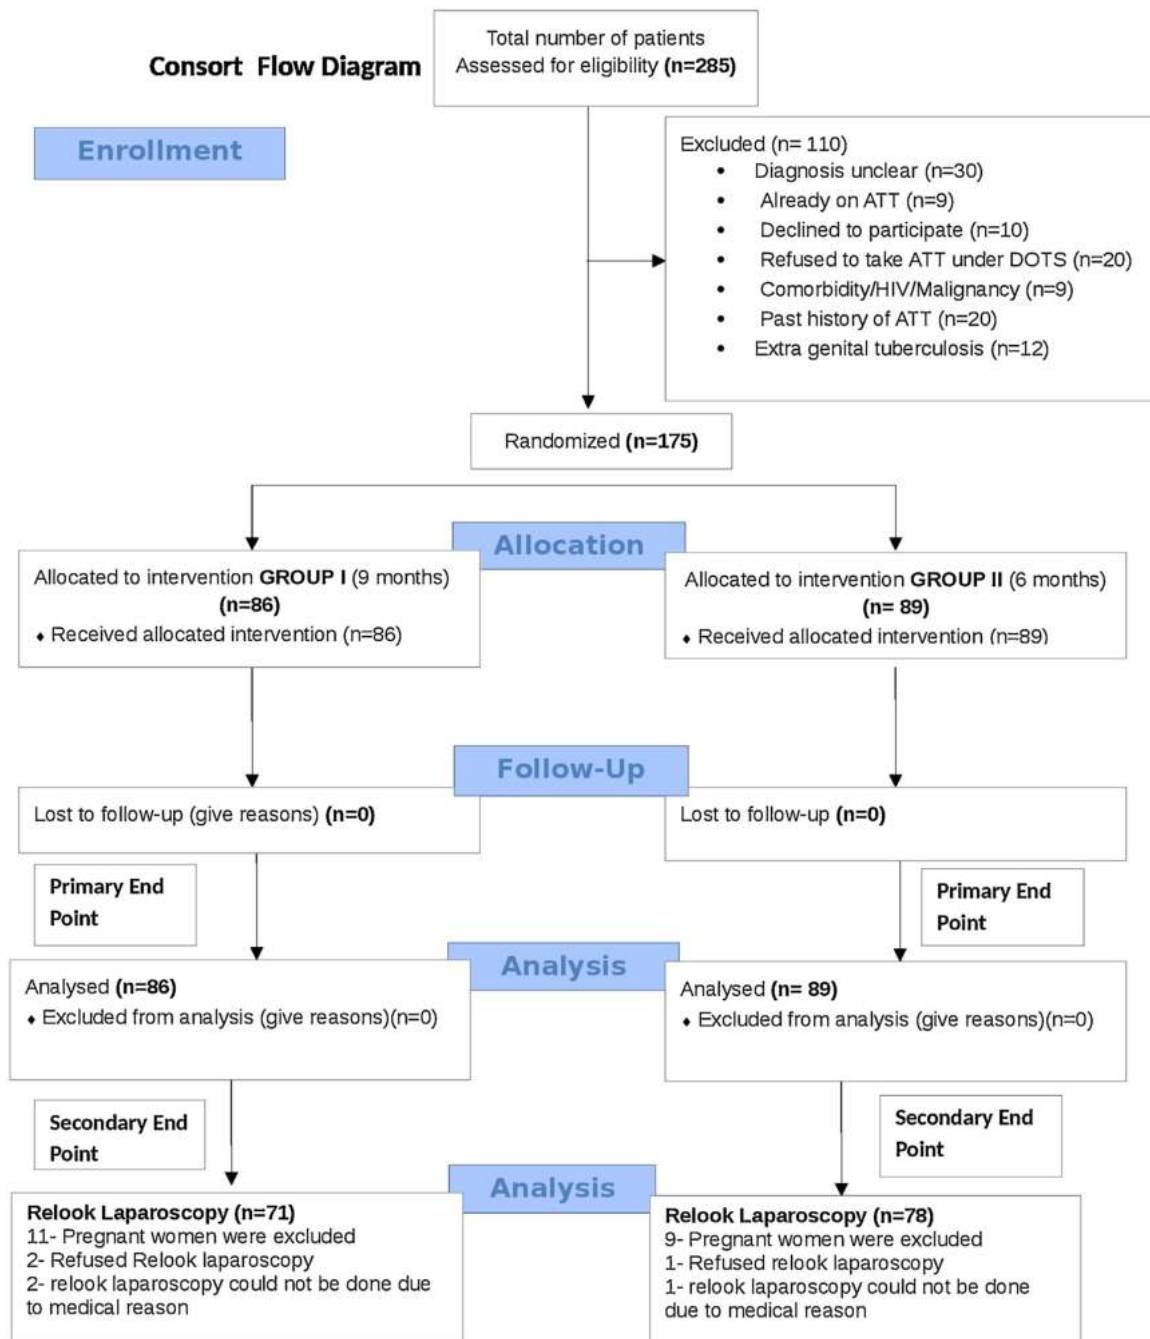 Total number of patients
Assessed for eligibility (n=285)
Consort Flow Diagram
Enrollment
Excluded (n= 110)
• Diagnosis unclear (n=30)
• Already on ATT (n=9)
• Declined to participate (n=10)
• Refused to take ATT under DOTS (n=20)
• Comorbidity/HIV/Malignancy (n=9)
• Past history of ATT (n=20)
• Extra genital tuberculosis (n=12)
Randomized (n=175)
Allocation
Allocated to intervention GROUP I (9 months)
(n=86)
♦ Received allocated intervention (n=86)
Allocated to intervention GROUP II (6 months)
(n= 89)
♦ Received allocated intervention (n=89)
Follow-Up
Lost to follow-up (give reasons) (n=0)
Lost to follow-up (n=0)
Primary End
Point
Primary End
Point
Analysis
Analysed (n=86)
♦ Excluded from analysis (give reasons)(n=0)
Analysed (n= 89)
♦ Excluded from analysis (give reasons)(n=0)
Secondary End
Point
Secondary End
Point
Analysis
Relook Laparoscopy (n=71)
11- Pregnant women were excluded
2- Refused Relook laparoscopy
2- relook laparoscopy could not be done due
to medical reason
Relook Laparoscopy (n=78)
9- Pregnant women were excluded
1- Refused relook laparoscopy
1- relook laparoscopy could not be done
due to medical reason